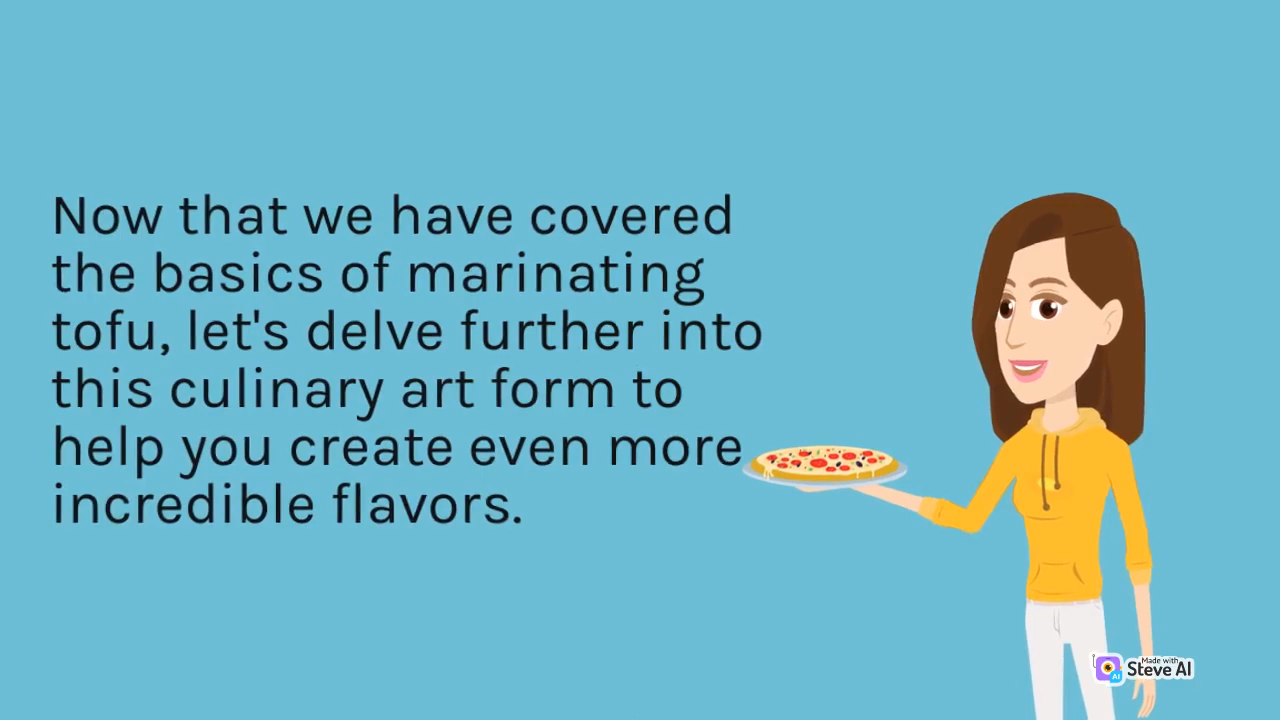 Now that we have covered
the basics of marinating
tofu, let's delve further into
this culinary art form to
help you create even more
incredible flavors.
Made with
Steve AI
AI